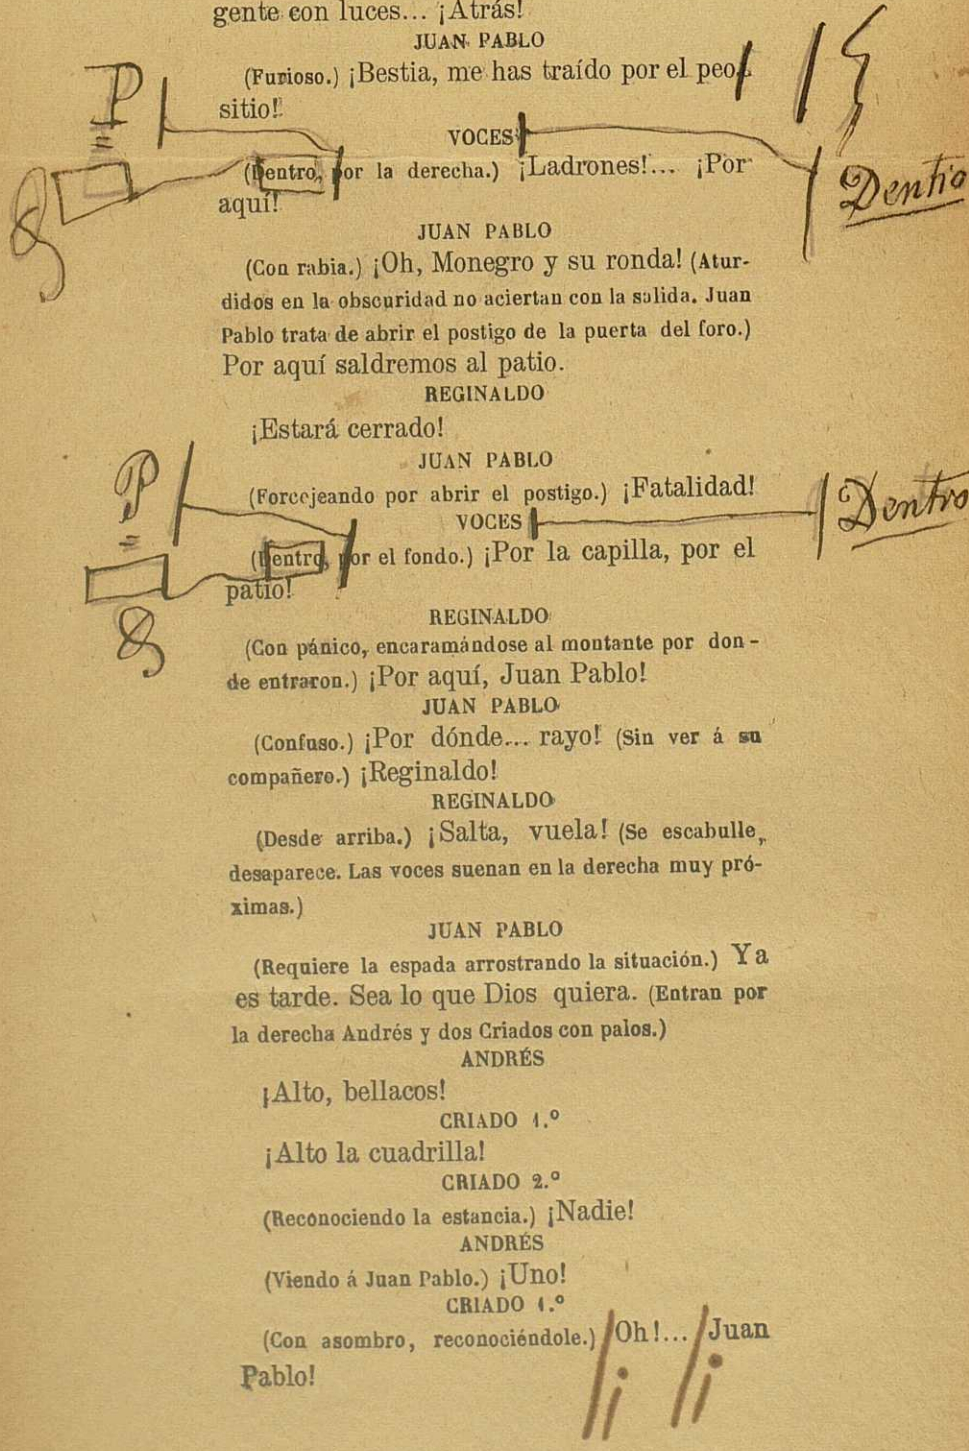 gente con luces... ¡Atrás!
JUAN PABLO
(Furioso.) ¡Bestia, me has traído por el peo
sitio!
VOCES
(Dentro, por la derecha.) ¡Ladrones!... ¡Por
Dentro
aquí!
JUAN PABLO
(Con rabia.) ¡Oh, Monegro y su ronda! (Atur-
didos en la obscuridad no aciertan con la salida. Juan
Pablo trata de abrir el postigo de la puerta del foro.)
Por aquí saldremos al patio.
REGINALDO
¡Estará cerrado!
JUAN PABLO
(Forcejeando por abrir el postigo.) ¡Fatalidad!
VOCES
Dentro
(Dentro, por el fondo.) ¡Por la capilla, por el
patio!
REGINALDO
(Con pánico, encaramándose al montante por don-
de entraron.) ¡Por aquí, Juan Pablo!
JUAN PABLO
(Confuso.) ¡Por dónde... rayo! (Sin ver á su
compañero.) ¡Reginaldo!
REGINALDO
(Desde arriba.) ¡Salta, vuela! (Se escabulle,
desaparece. Las voces suenan en la derecha muy pró-
ximas.)
JUAN PABLO
(Requiere la espada arrostrando la situación.) Ya
es tarde. Sea lo que Dios quiera. (Entran por
la derecha Andrés y dos Criados con palos.)
ANDRÉS
¡Alto, bellacos!
CRIADO 1.º
¡Alto la cuadrilla!
CRIADO 2.º
(Reconociendo la estancia.) ¡Nadie!
ANDRÉS
(Viendo á Juan Pablo.) ¡Uno!
CRIADO 1.º
(Con asombro, reconociéndole.) Oh!... Juan
Pablo!
¡ ¡